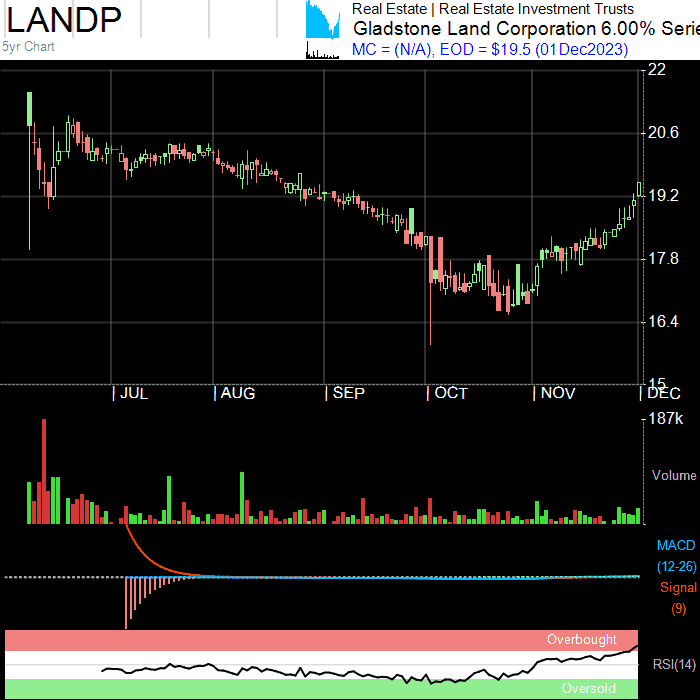 LANDP
5yr Chart
Real Estate | Real Estate Investment Trusts
Gladstone Land Corporation 6.00% Serie
MC = (N/A), EOD = $19.5 (01Dec2023)
22
20.6
19.2
17.8
16.4
15
JUL AUG SEP OCT NOV DEC
187k
Volume
MACD
(12-26)
Signal
(9)
Overbought
RSI(14)
Oversold